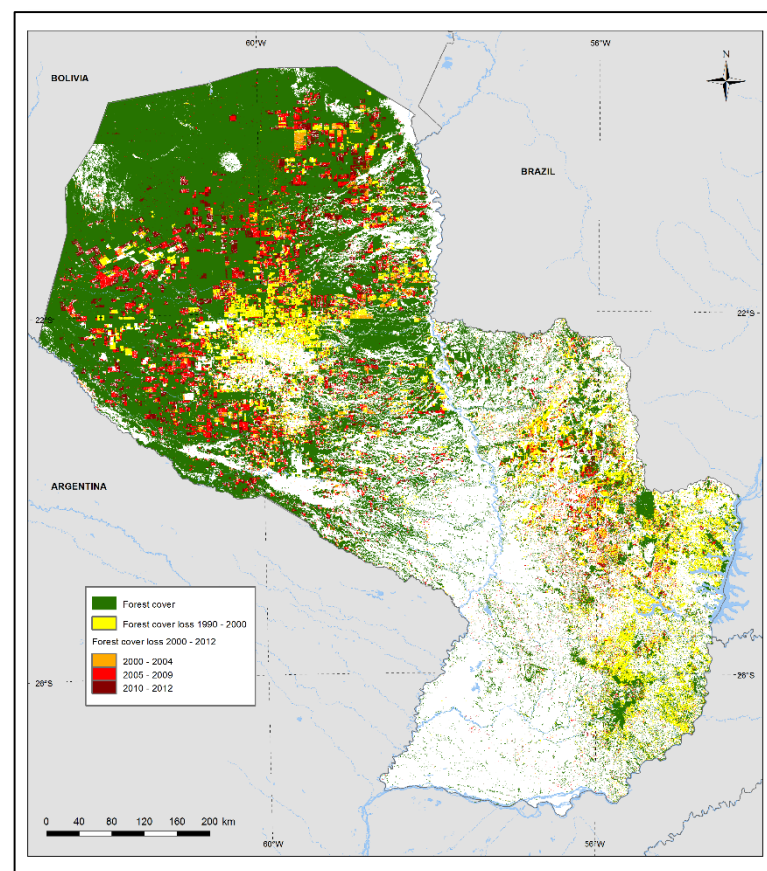 60°W
56°W
BOLIVIA
N
BRAZIL
22°S
22°S
ARGENTINA
Forest cover
Forest cover loss 1990 - 2000
Forest cover loss 2000 - 2012
2000 - 2004
2005 - 2009
2010 - 2012
26°S
26°S
0 40 80 120 160 200 km
60°W
56°W